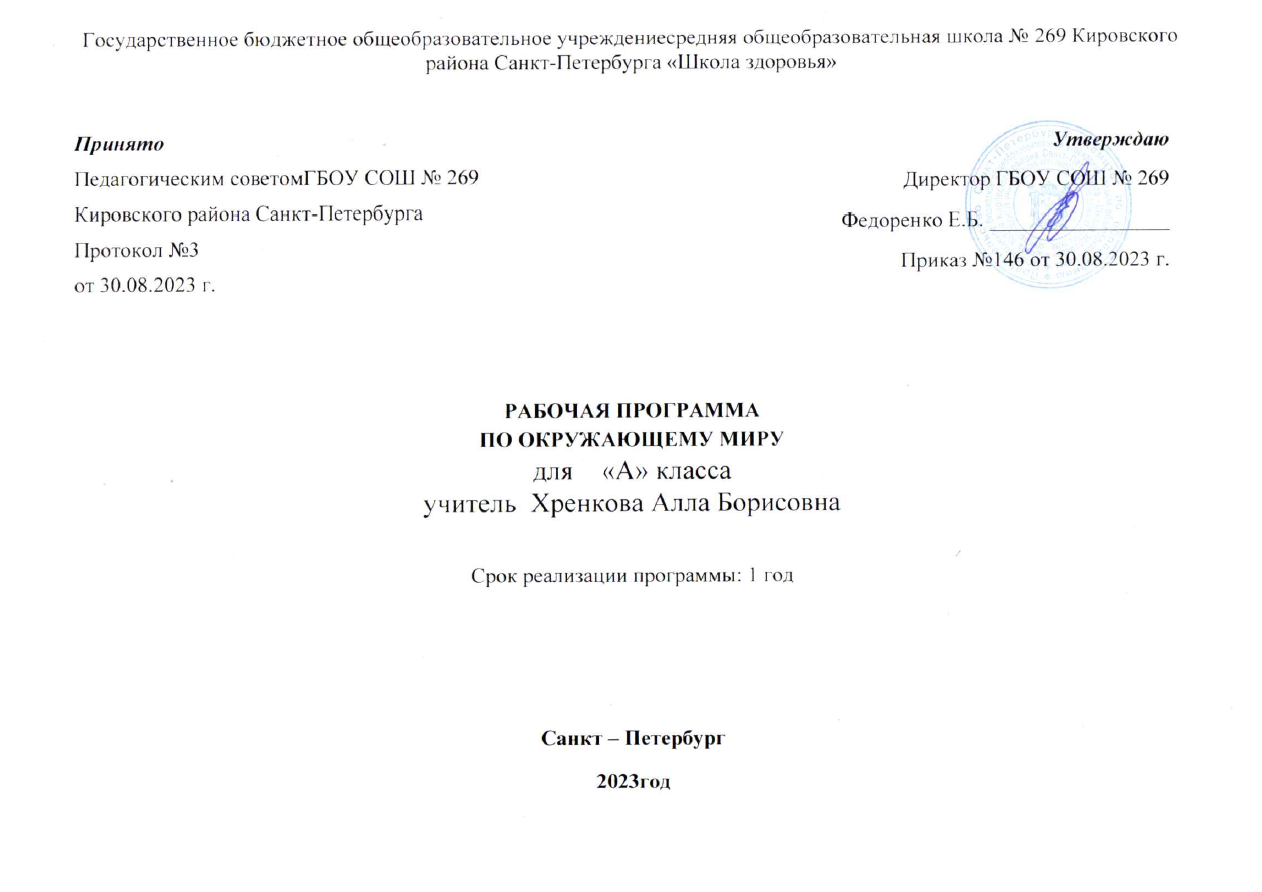 Государственное бюджетное общеобразовательное учреждениесредняя общеобразовательная школа № 269 Кировского
района Санкт-Петербурга «Школа здоровья»
Принято
Педагогическим советомГБОУ СОШ № 269
Кировского района Санкт-Петербурга
Протокол №3
от 30.08.2023 г.
Утверждаю
Директор ГБОУ СОШ № 269
Федоренко Е.Б. ________________
Приказ №146 от 30.08.2023 г.
РАБОЧАЯ ПРОГРАММА
ПО ОКРУЖАЮЩЕМУ МИРУ
для «А» класса
учитель Хренкова Алла Борисовна
Срок реализации программы: 1 год
Санкт – Петербург
2023год